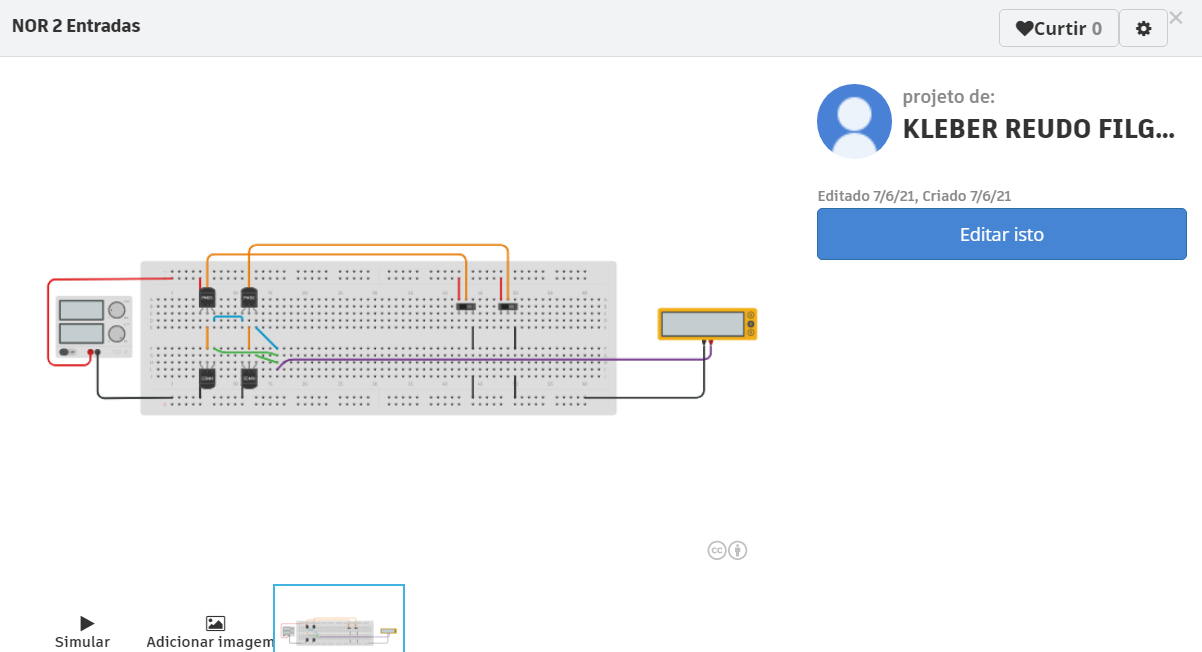 NOR 2 Entradas
Curtir 0
projeto de:
KLEBER REUDO FILG...
Editado 7/6/21, Criado 7/6/21
Editar isto
cc
Simular
Adicionar imagem